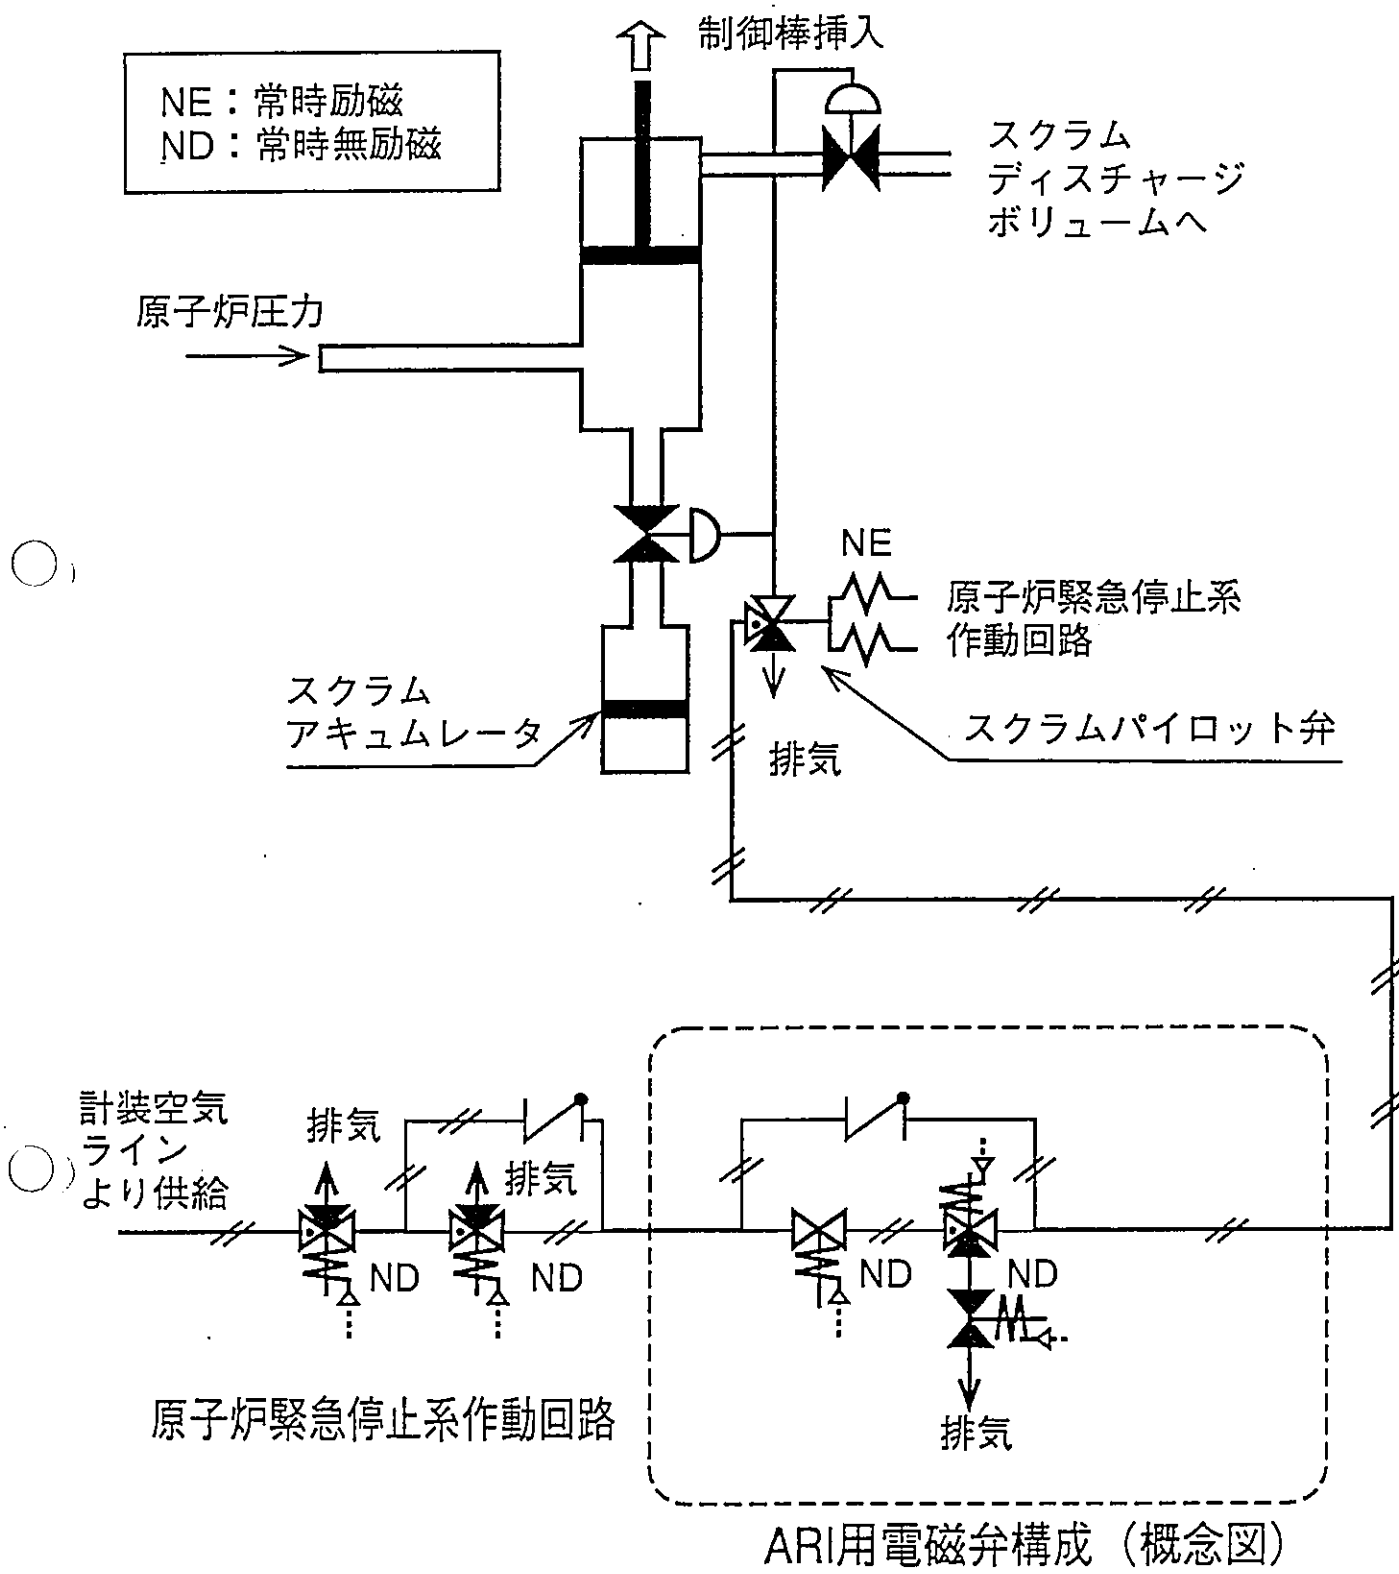 制御棒挿入
NE：常時励磁
ND：常時無励磁
スクラム
ディスチャージ
ボリュームへ
原子炉圧力
NE
原子炉緊急停止系
作動回路
スクラム
アキュムレータ
スクラムパイロット弁
排気
計装空気
ライン
より供給
排気
排気
ND
ND
ND
ND
排気
原子炉緊急停止系作動回路
ARI用電磁弁構成（概念図）